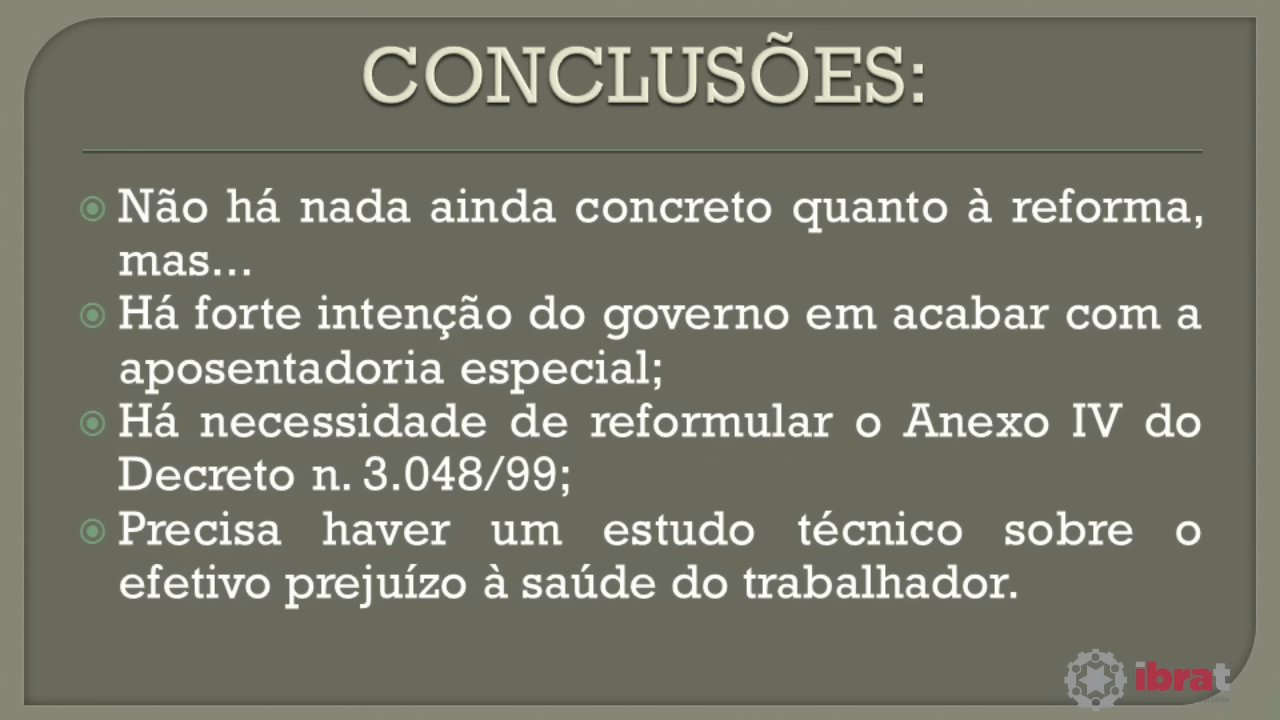 CONCLUSÕES:
Não há nada ainda concreto quanto à reforma,
mas...
Há forte intenção do governo em acabar com a
aposentadoria especial;
Há necessidade de reformular o Anexo IV do
Decreto n. 3.048/99;
Precisa haver um estudo técnico sobre o
efetivo prejuízo à saúde do trabalhador.
ibrat